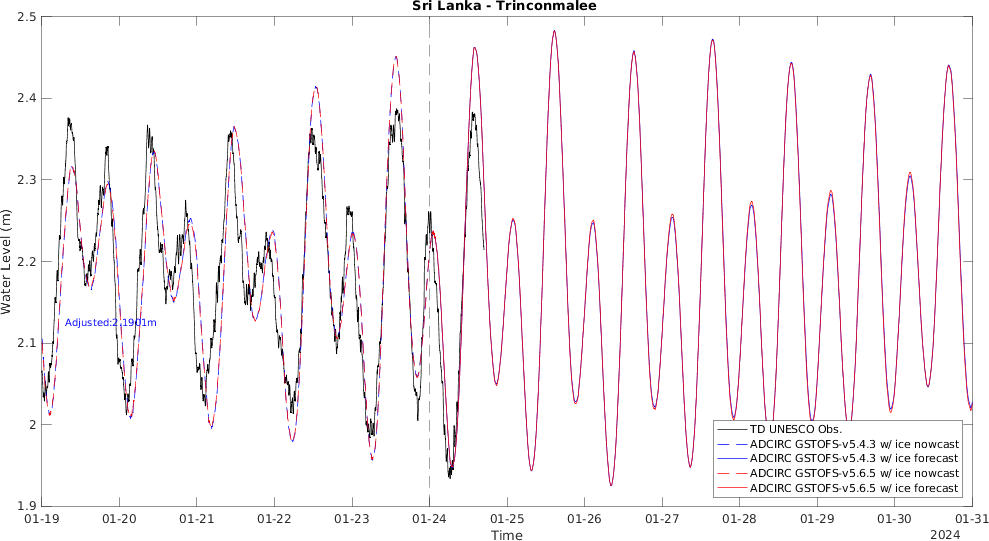 Sri Lanka - Trinconmalee
2.5
2.4
2.3
2.2
2.1
2
1.9
Water Level (m)
Adjusted:2.1901m
TD UNESCO Obs.
ADCIRC GSTOFS-v5.4.3 w/ ice nowcast
ADCIRC GSTOFS-v5.4.3 w/ ice forecast
ADCIRC GSTOFS-v5.6.5 w/ ice nowcast
ADCIRC GSTOFS-v5.6.5 w/ ice forecast
01-19 01-20 01-21 01-22 01-23 01-24 01-25 01-26 01-27 01-28 01-29 01-30 01-31
Time
2024